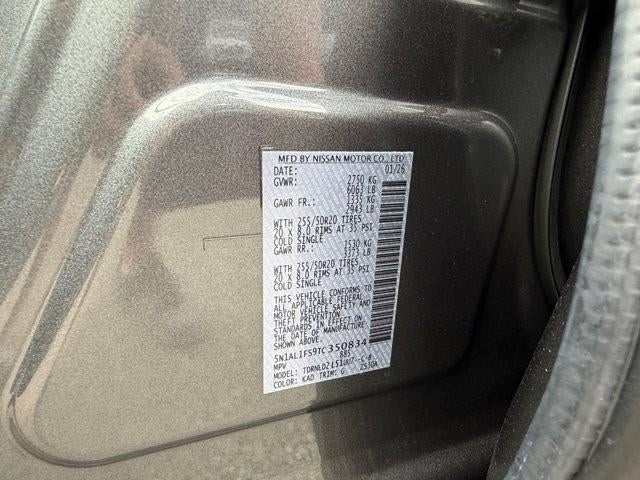 MFD BY NISSAN MOTOR CO., LTD
DATE: 01/26
GVWR: 2750 KG
6063 LB
GAWR FR.: 1335 KG
2943 LB
WITH 255/50R20 TIRES
20 x 8.0 RIMS AT 35 PSI
COLD SINGLE
GAWR RR.: 1530 KG
3373 LB
WITH 255/50R20 TIRES
20 x 8.0 RIMS AT 35 PSI
COLD SINGLE
THIS VEHICLE CONFORMS TO
ALL APPLICABLE FEDERAL
MOTOR VEHICLE SAFETY AND
THEFT PREVENTION
STANDARDS IN EFFECT ON
THE DATE OF MANUFACTURE
SHOWN ABOVE.
5N1AL1FS9TC350834
MPV 885
MODEL: TDRNLDZ
COLOR: KAD TRIM: G